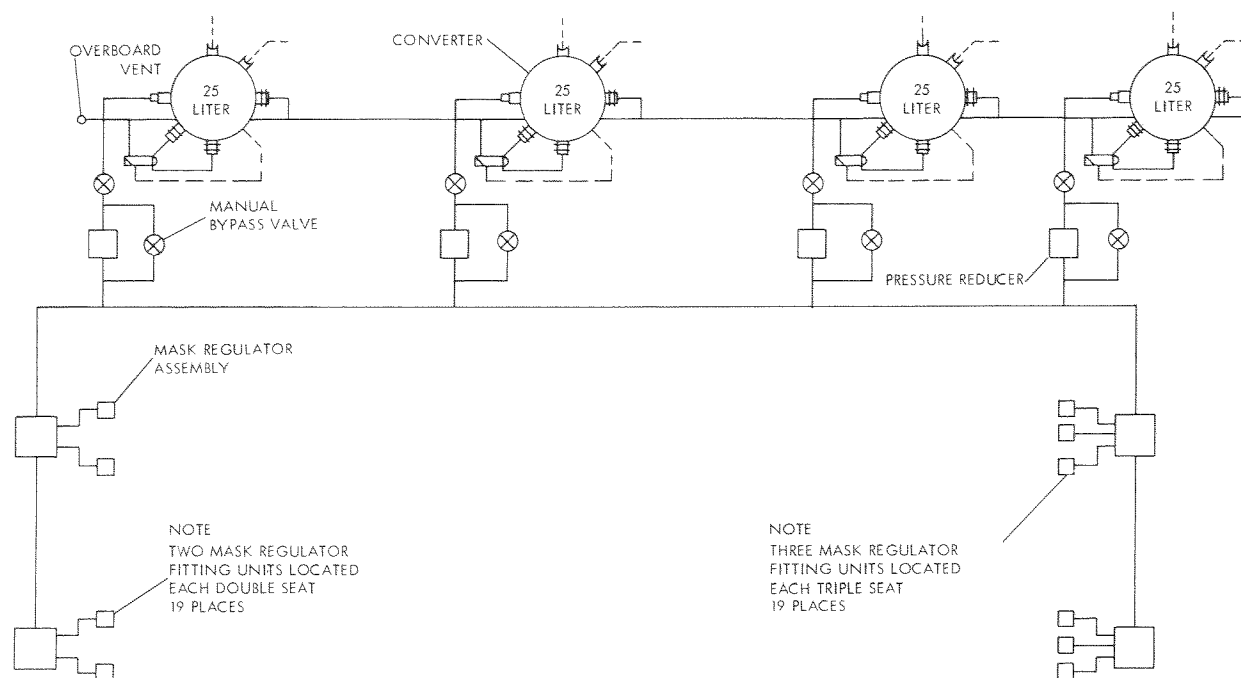 OVERBOARD
VENT
CONVERTER
25
LITER
25
LITER
25
LITER
25
LITER
MANUAL
BYPASS VALVE
PRESSURE REDUCER
MASK REGULATOR
ASSEMBLY
NOTE
TWO MASK REGULATOR
FITTING UNITS LOCATED
EACH DOUBLE SEAT
19 PLACES
NOTE
THREE MASK REGULATOR
FITTING UNITS LOCATED
EACH TRIPLE SEAT
19 PLACES